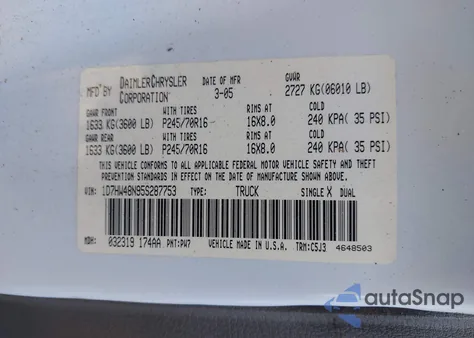 MFD BY DAIMLERCHRYSLER CORPORATION DATE OF MFR 3-05 GVWR 2727 KG(06010 LB)
GAWR FRONT WITH TIRES RIMS AT COLD
1633 KG(3600 LB) P245/70R16 16X8.0 240 KPA( 35 PSI)
GAWR REAR WITH TIRES RIMS AT COLD
1633 KG(3600 LB) P245/70R16 16X8.0 240 KPA( 35 PSI)
THIS VEHICLE CONFORMS TO ALL APPLICABLE FEDERAL MOTOR VEHICLE SAFETY AND
THEFT PREVENTION STANDARDS IN EFFECT ON THE DATE OF MANUFACTURE SHOWN ABOVE.
VIN: 1D7HW48N95S287753 TYPE: TRUCK SINGLE X DUAL
MDH: 032319 174AA PNT: PW7 VEHICLE MADE IN U.S.A. TRM: C5J3 4648503
autoSnap